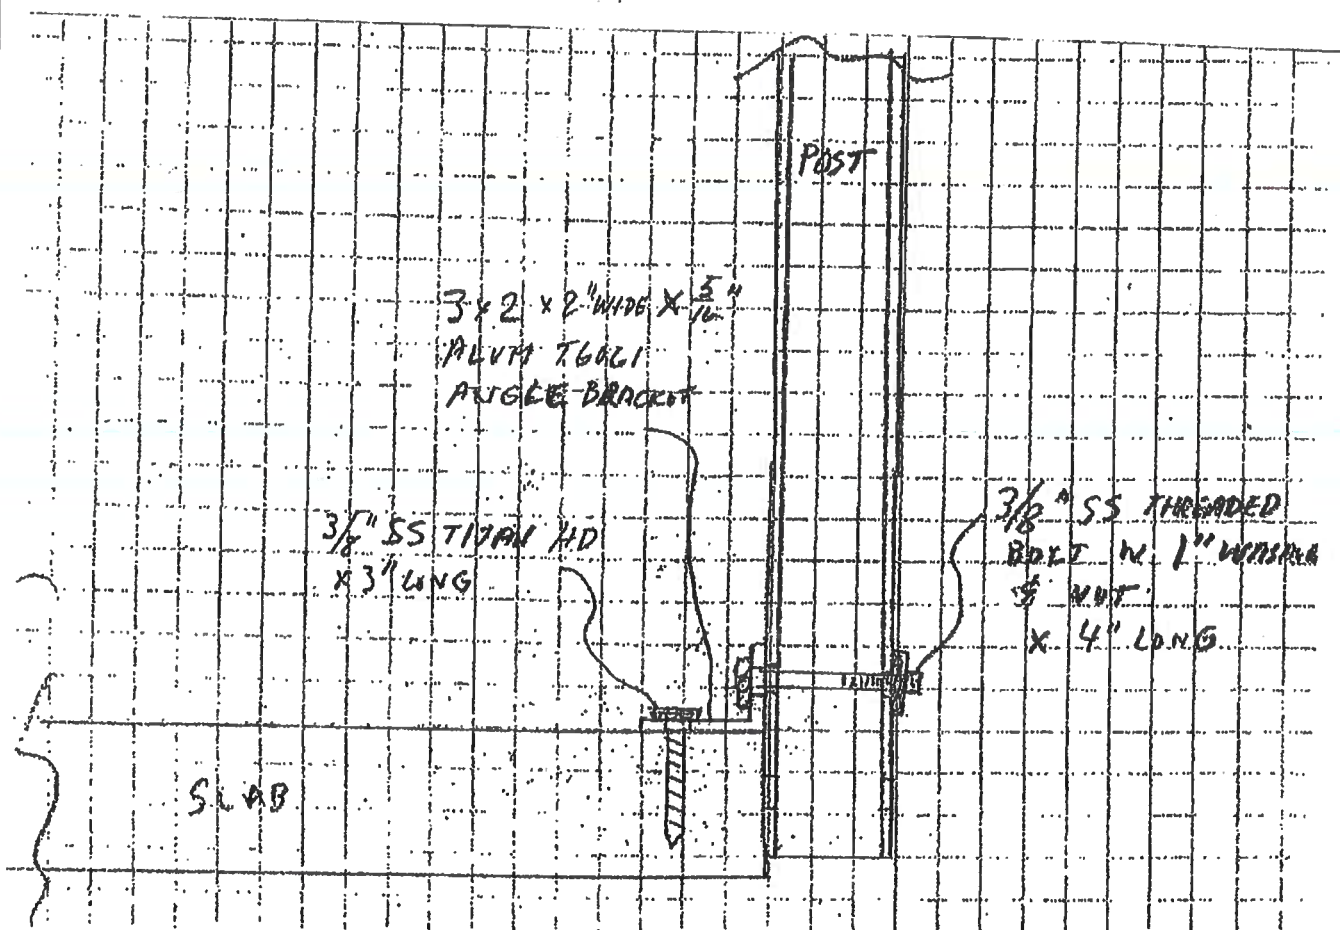 POST
3 x 2 x 2" WIDE X 5/16"
ALUM T6061
ANGLE BRACKET
3/8" SS TITAN HD
x 3" LONG
3/8" SS THREADED
BOLT W. 1" WASHER
& NUT
X 4" LONG
SLAB